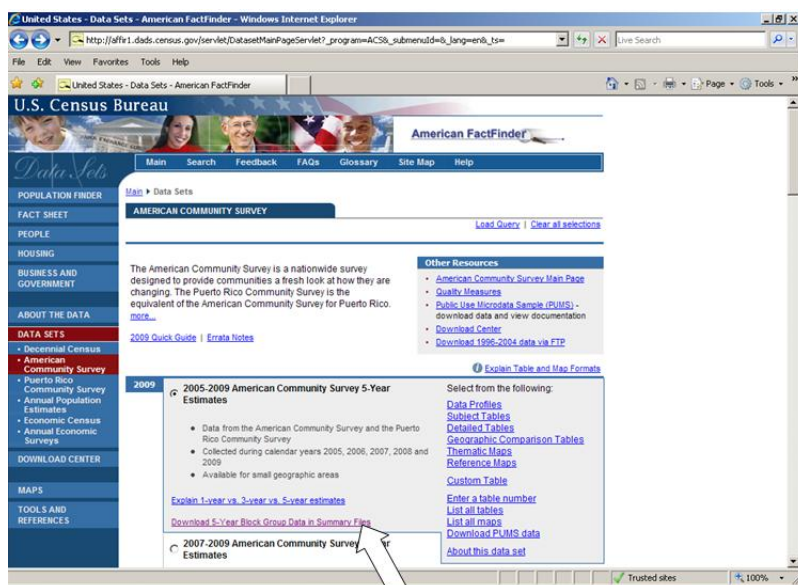 United States - Data Sets - American FactFinder - Windows Internet Explorer
http://affir1.dads.census.gov/servlet/DatasetMainPageServlet?_program=ACS&_submenuId=&_lang=en&_ts=
Live Search
File Edit View Favorites Tools Help
United States - Data Sets - American FactFinder
Page Tools
U.S. Census Bureau
American FactFinder
Data Sets
Main Search Feedback FAQs Glossary Site Map Help
POPULATION FINDER
FACT SHEET
PEOPLE
HOUSING
BUSINESS AND
GOVERNMENT
ABOUT THE DATA
DATA SETS
• Decennial Census
• American
Community Survey
• Puerto Rico
Community Survey
• Annual Population
Estimates
• Economic Census
• Annual Economic
Surveys
DOWNLOAD CENTER
MAPS
TOOLS AND
REFERENCES
Main ▸ Data Sets
AMERICAN COMMUNITY SURVEY
Load Query | Clear all selections
The American Community Survey is a nationwide survey
designed to provide communities a fresh look at how they are
changing. The Puerto Rico Community Survey is the
equivalent of the American Community Survey for Puerto Rico.
more...
2009 Quick Guide | Errata Notes
Other Resources
• American Community Survey Main Page
• Quality Measures
• Public Use Microdata Sample (PUMS) -
download data and view documentation
• Download Center
• Download 1996-2004 data via FTP
Explain Table and Map Formats
2009
2005-2009 American Community Survey 5-Year
Estimates
• Data from the American Community Survey and the Puerto
Rico Community Survey
• Collected during calendar years 2005, 2006, 2007, 2008 and
2009
• Available for small geographic areas
Explain 1-year vs. 3-year vs. 5-year estimates
Download 5-Year Block Group Data in Summary Files
Select from the following:
Data Profiles
Subject Tables
Detailed Tables
Geographic Comparison Tables
Thematic Maps
Reference Maps
Custom Table
Enter a table number
List all tables
List all maps
Download PUMS data
About this data set
2007-2009 American Community Survey
Estimates
Trusted sites
100%